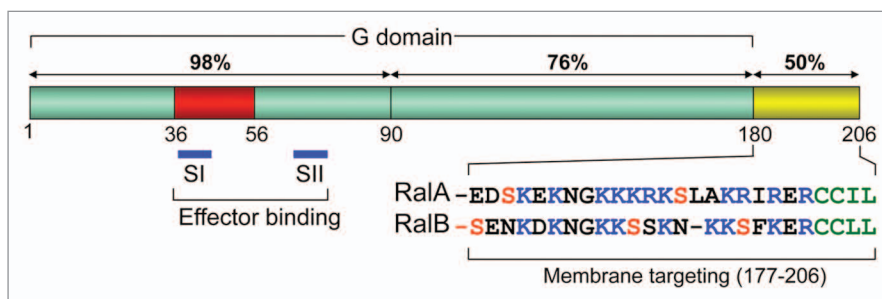 G domain
98% 76% 50%
1 36 56 90 180 206
SI SII
Effector binding
RalA -EDSKEKNGKKKRKSLAKRIRERCCIL
RalB -SENKDKNGKKSSKN-KKSFKERCCLL
Membrane targeting (177-206)